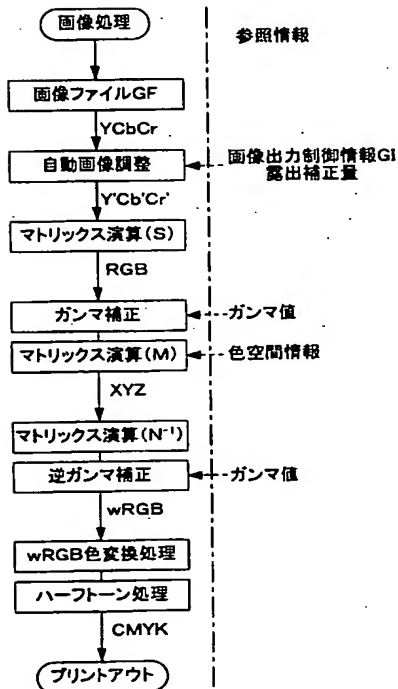 画像処理
参照情報
画像ファイルGF
YCbCr
自動画像調整
画像出力制御情報GI
露出補正量
Y'Cb'Cr'
マトリックス演算(S)
RGB
ガンマ補正
ガンマ値
マトリックス演算(M)
色空間情報
XYZ
マトリックス演算(N⁻¹)
逆ガンマ補正
ガンマ値
wRGB
wRGB色変換処理
ハーフトーン処理
CMYK
プリントアウト